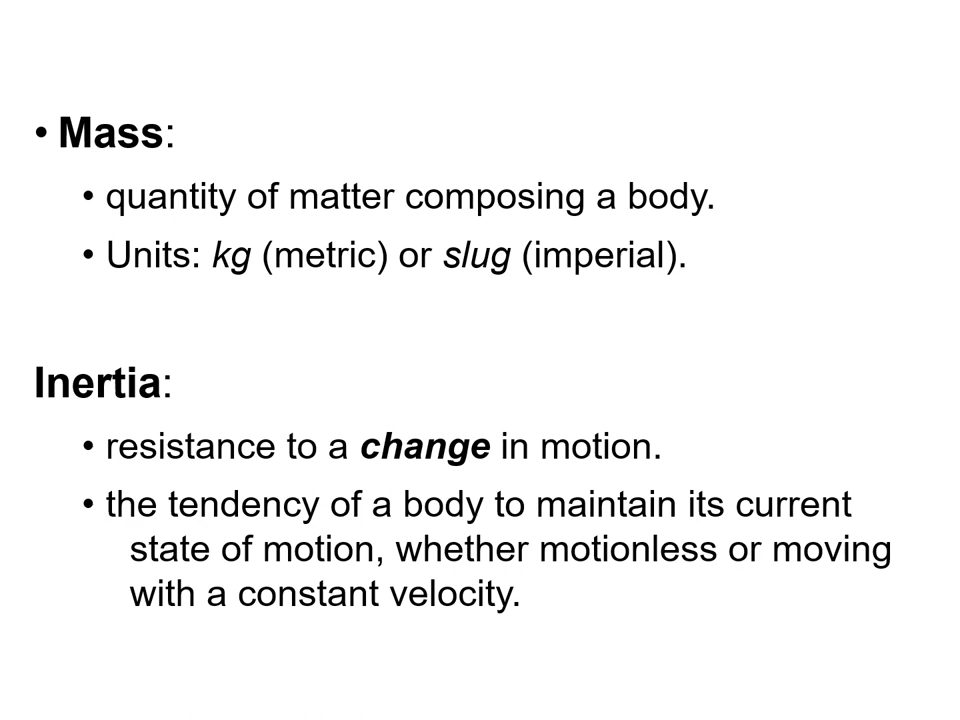 • Mass:
• quantity of matter composing a body.
• Units: kg (metric) or slug (imperial).
Inertia:
• resistance to a change in motion.
• the tendency of a body to maintain its current
state of motion, whether motionless or moving
with a constant velocity.